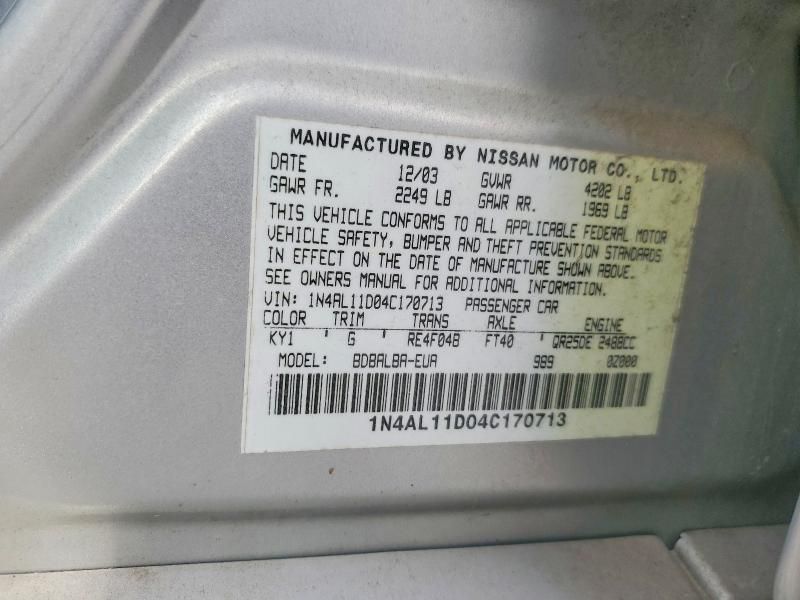 MANUFACTURED BY NISSAN MOTOR CO., LTD.
DATE 12/03 GVWR 4202 LB
GAWR FR. 2249 LB GAWR RR. 1969 LB
THIS VEHICLE CONFORMS TO ALL APPLICABLE FEDERAL MOTOR
VEHICLE SAFETY, BUMPER AND THEFT PREVENTION STANDARDS
IN EFFECT ON THE DATE OF MANUFACTURE SHOWN ABOVE.
SEE OWNERS MANUAL FOR ADDITIONAL INFORMATION.
VIN: 1N4AL11D04C170713 PASSENGER CAR
COLOR TRIM TRANS AXLE ENGINE
KY1 ' G ' RE4F04B FT40 ' QR25DE 2488CC
MODEL: BDBALBA-EUA 989 0Z000
1N4AL11D04C170713